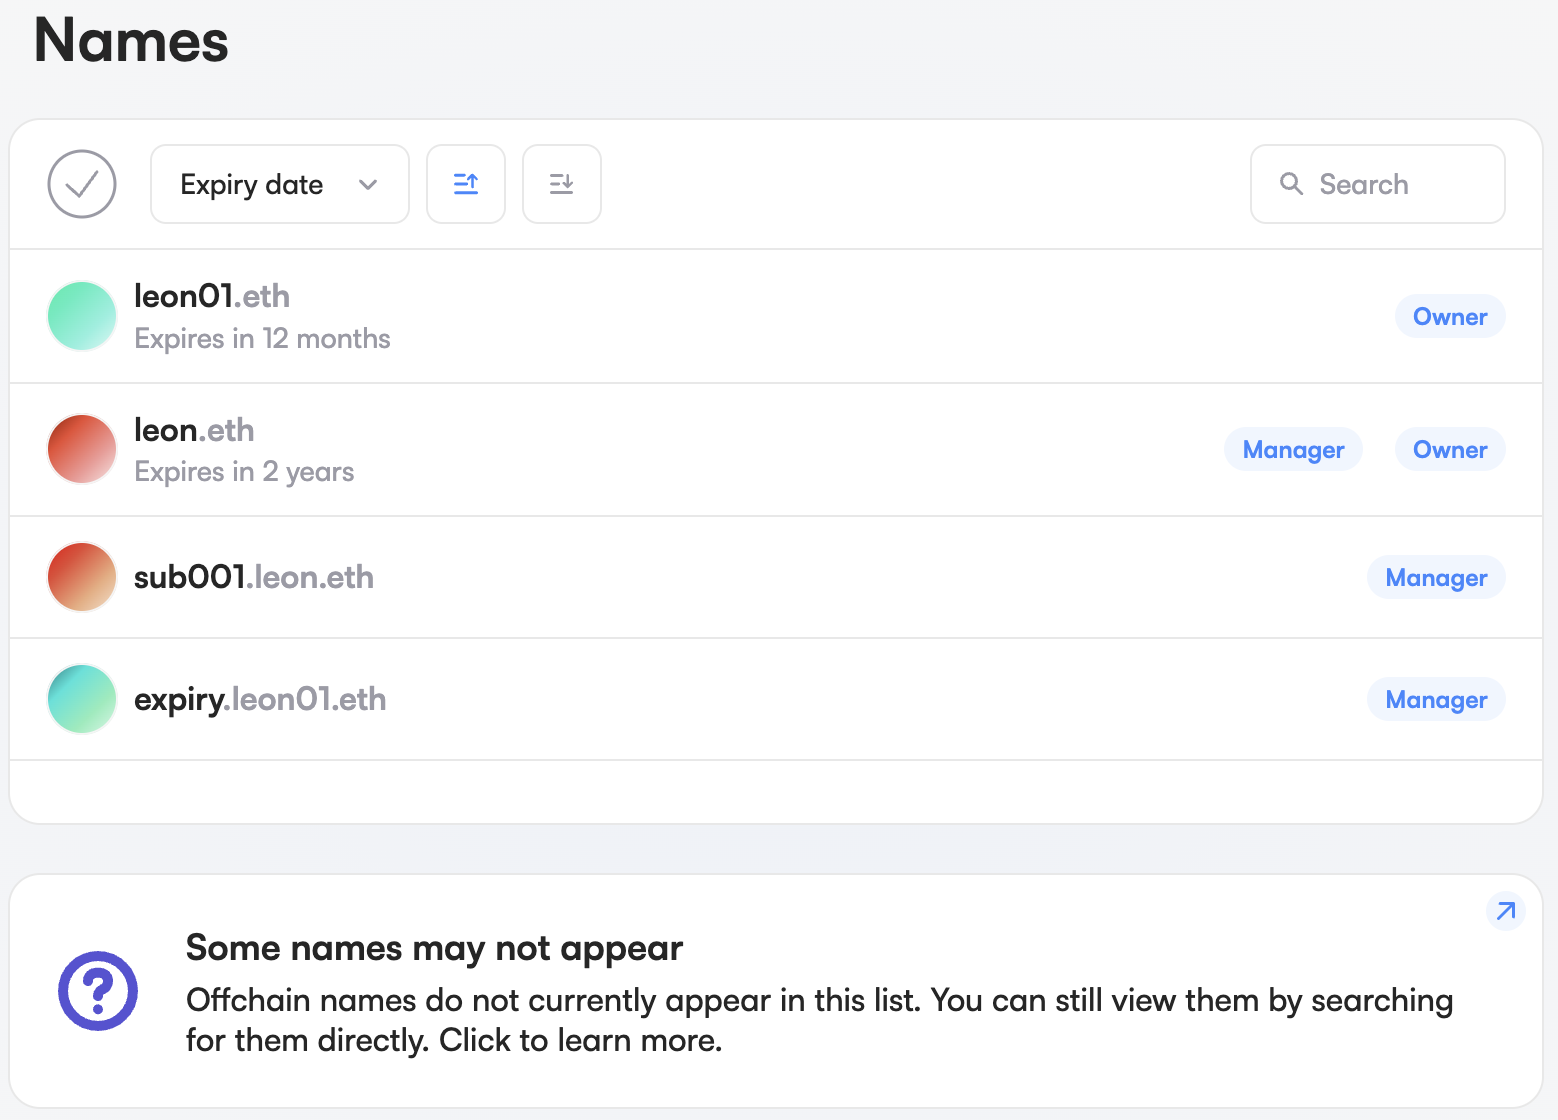 Names
Expiry date
Search
leon01.eth
Expires in 12 months
Owner
leon.eth
Expires in 2 years
Manager
Owner
sub001.leon.eth
Manager
expiry.leon01.eth
Manager
Some names may not appear
Offchain names do not currently appear in this list. You can still view them by searching
for them directly. Click to learn more.